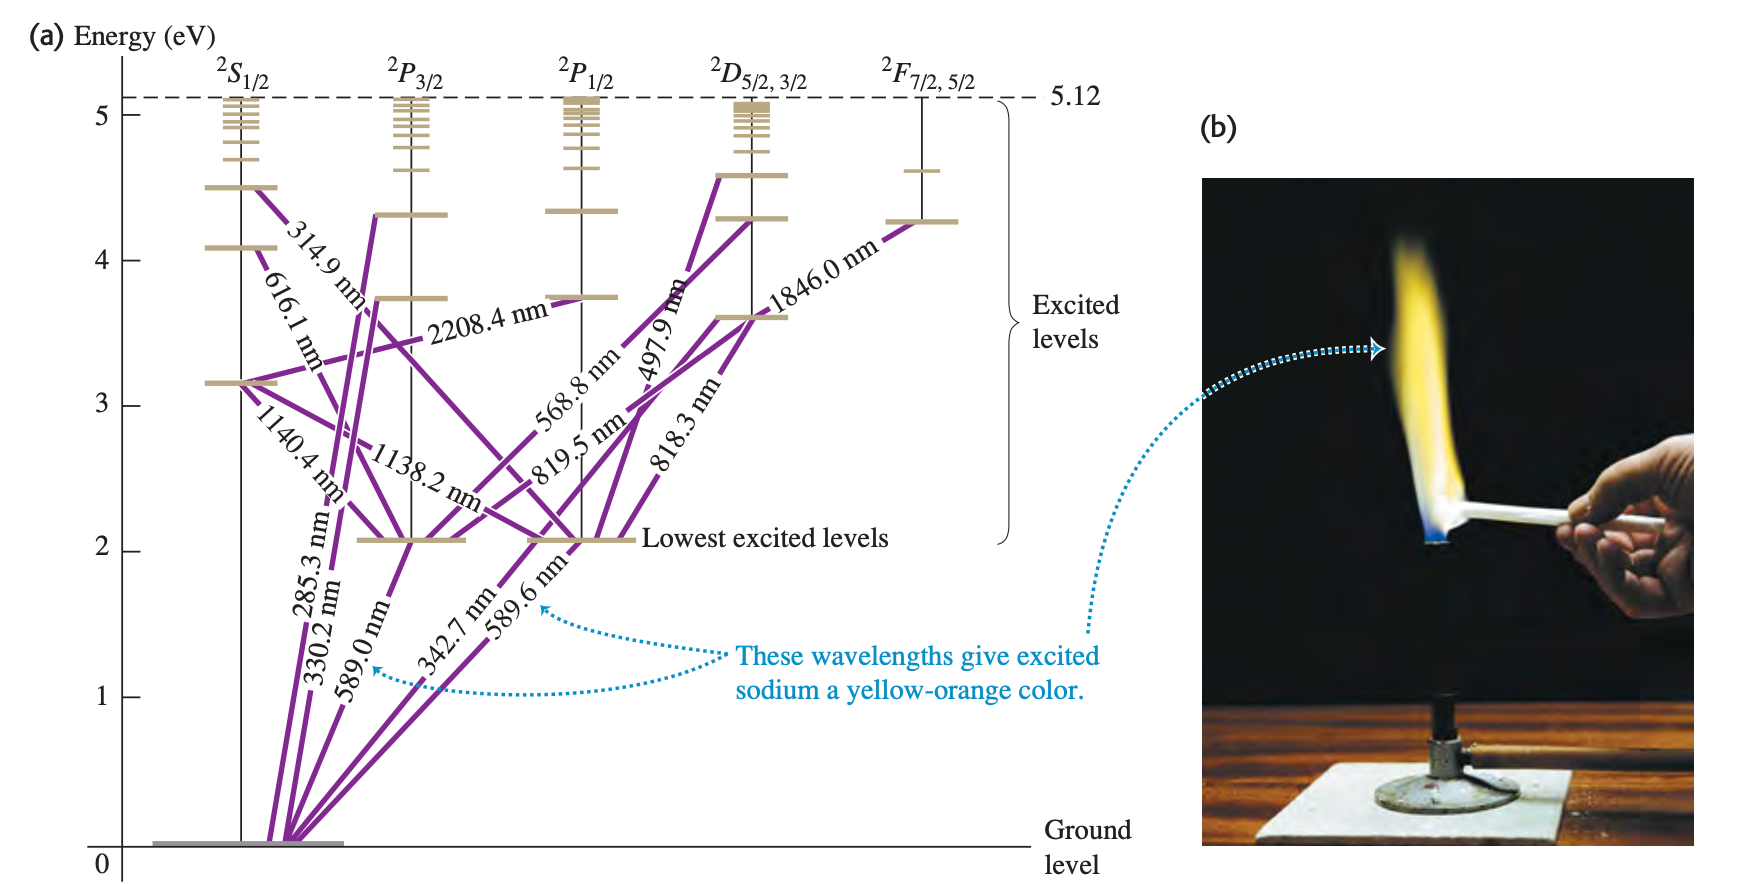 (a) Energy (eV)
²S₁/₂
²P₃/₂
²P₁/₂
²D₅/₂, ₃/₂
²F₇/₂, ₅/₂
5.12
5
4
3
2
1
0
314.9 nm
616.1 nm
2208.4 nm
1140.4 nm
1138.2 nm
568.8 nm
497.9 nm
819.5 nm
818.3 nm
1846.0 nm
285.3 nm
330.2 nm
589.0 nm
342.7 nm
589.6 nm
Lowest excited levels
Excited
levels
These wavelengths give excited
sodium a yellow-orange color.
Ground
level
(b)